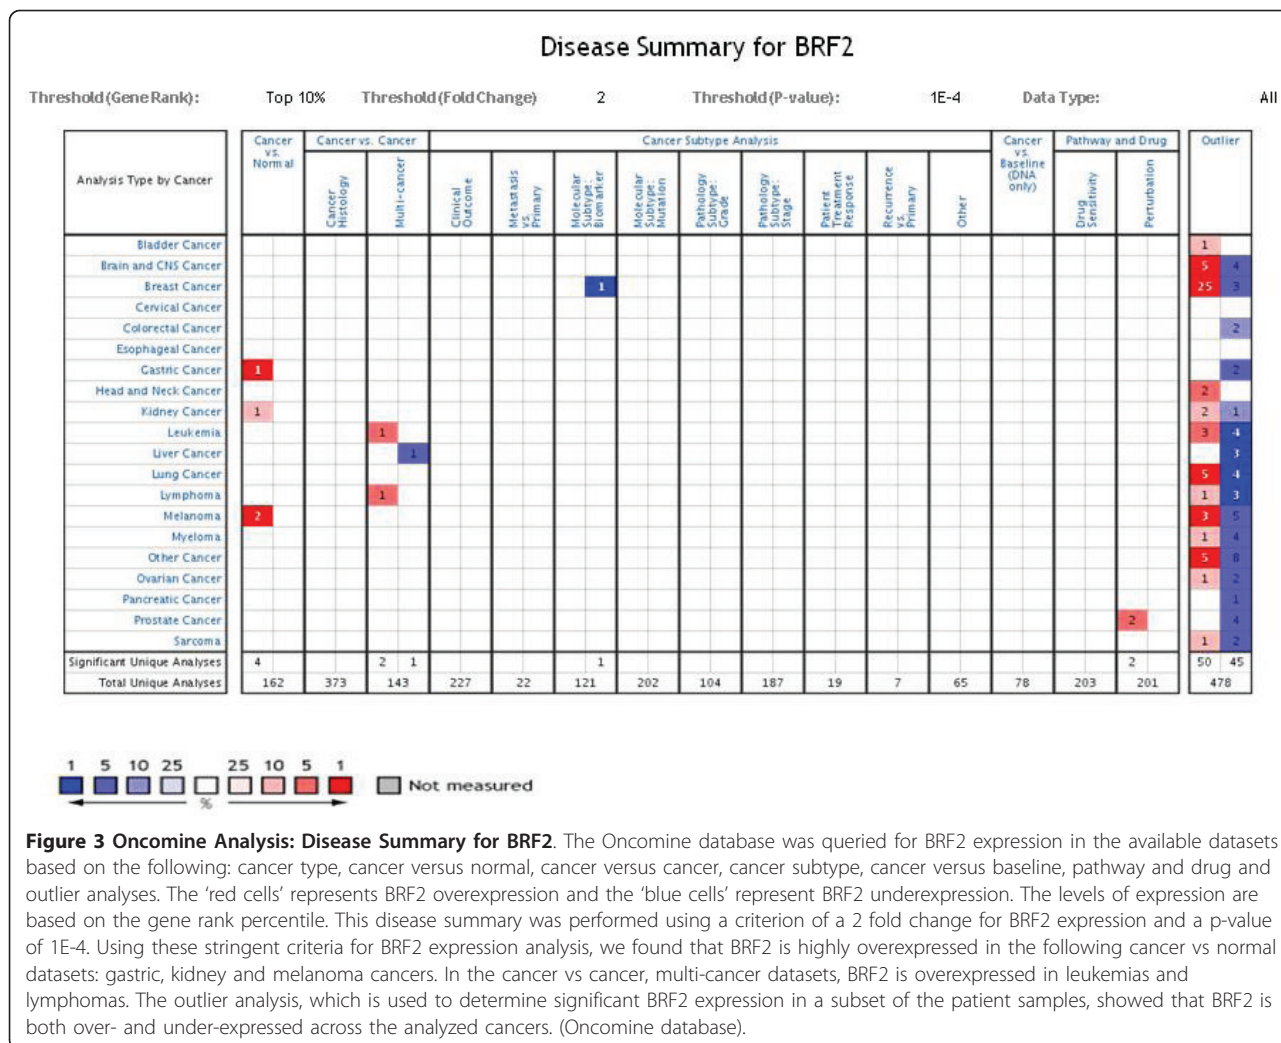 Disease Summary for BRF2
Threshold (Gene Rank): Top 10% Threshold (Fold Change) 2 Threshold (P-value): 1E-4 Data Type: All
Analysis Type by Cancer
Cancer vs. Normal
Cancer vs. Cancer
Cancer Subtype Analysis
Cancer vs. Baseline (DNA only)
Pathway and Drug
Outlier
Cancer Histology
Multi-cancer
Clinical Outcome
Metastasis vs. Primary
Molecular Subtype: Biomarker
Molecular Subtype: Mutation
Pathology Subtype: Grade
Pathology Subtype: Stage
Patient Treatment Response
Recurrence vs. Primary
Other
Drug Sensitivity
Perturbation
Bladder Cancer 1
Brain and CNS Cancer 5 4
Breast Cancer 1 25 3
Cervical Cancer
Colorectal Cancer 2
Esophageal Cancer
Gastric Cancer 1 2
Head and Neck Cancer 2
Kidney Cancer 1 2 1
Leukemia 1 3 4
Liver Cancer 1 3
Lung Cancer 5 4
Lymphoma 1 1 3
Melanoma 2 3 5
Myeloma 1 4
Other Cancer 5 8
Ovarian Cancer 1 2
Pancreatic Cancer 1
Prostate Cancer 2 4
Sarcoma 1 2
Significant Unique Analyses 4 2 1 1 2 50 45
Total Unique Analyses 162 373 143 227 22 121 202 104 187 19 7 65 78 203 201 478
1 5 10 25 25 10 5 1
Not measured
%
Figure 3 Oncomine Analysis: Disease Summary for BRF2. The Oncomine database was queried for BRF2 expression in the available datasets
based on the following: cancer type, cancer versus normal, cancer versus cancer, cancer subtype, cancer versus baseline, pathway and drug and
outlier analyses. The 'red cells' represents BRF2 overexpression and the 'blue cells' represent BRF2 underexpression. The levels of expression are
based on the gene rank percentile. This disease summary was performed using a criterion of a 2 fold change for BRF2 expression and a p-value
of 1E-4. Using these stringent criteria for BRF2 expression analysis, we found that BRF2 is highly overexpressed in the following cancer vs normal
datasets: gastric, kidney and melanoma cancers. In the cancer vs cancer, multi-cancer datasets, BRF2 is overexpressed in leukemias and
lymphomas. The outlier analysis, which is used to determine significant BRF2 expression in a subset of the patient samples, showed that BRF2 is
both over- and under-expressed across the analyzed cancers. (Oncomine database).